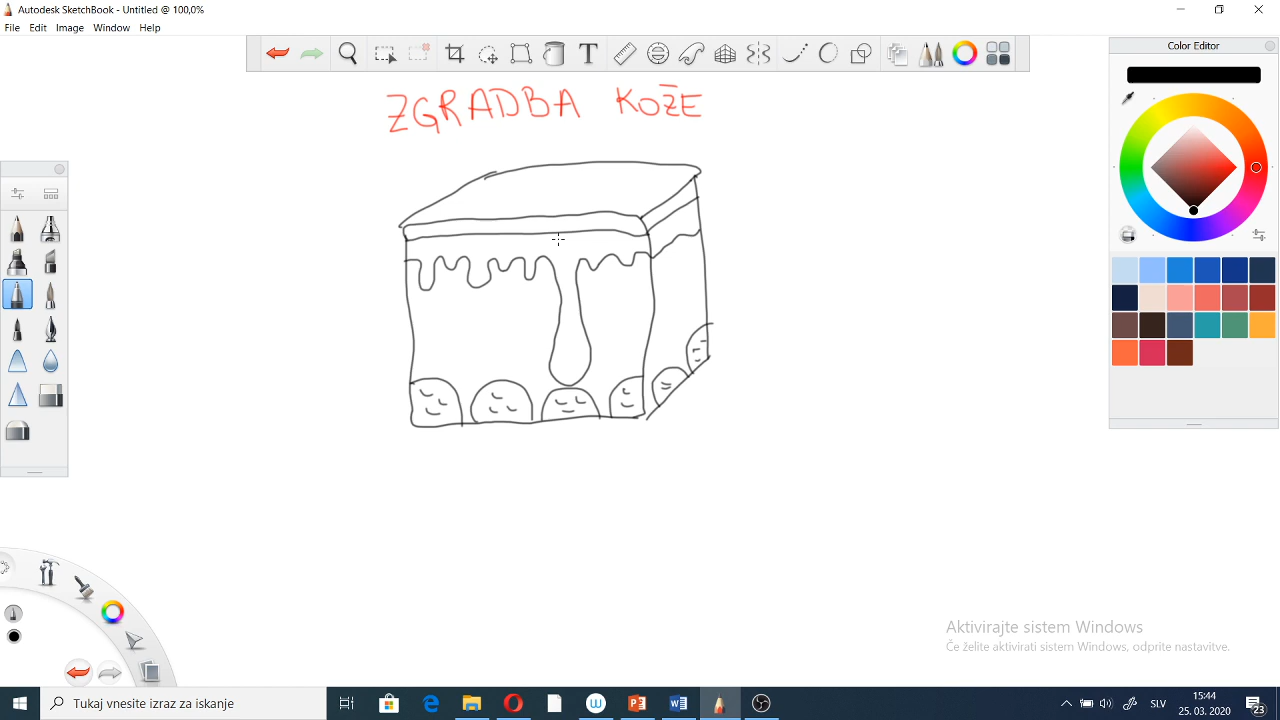 Autodesk SketchBook - Untitled @ 100,0%
File Edit Image Window Help
ZGRADBA KOŽE
Color Editor
Aktivirajte sistem Windows
Če želite aktivirati sistem Windows, odprite nastavitve.
Tukaj vnesite izraz za iskanje
SLV
15:44
25. 03. 2020
23